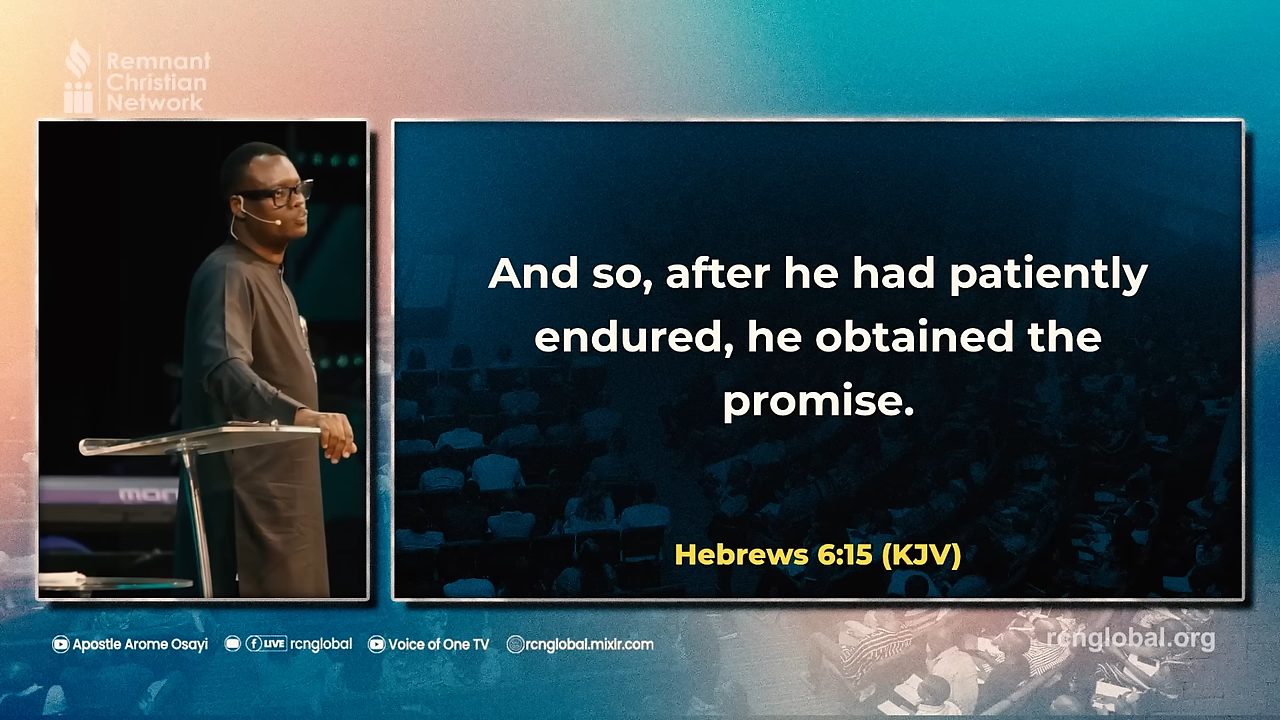 Remnant
Christian
Network
And so, after he had patiently
endured, he obtained the
promise.
Hebrews 6:15 (KJV)
Apostle Arome Osayi
LIVE rcnglobal
Voice of One TV
rcnglobal.mixlr.com
rcnglobal.org